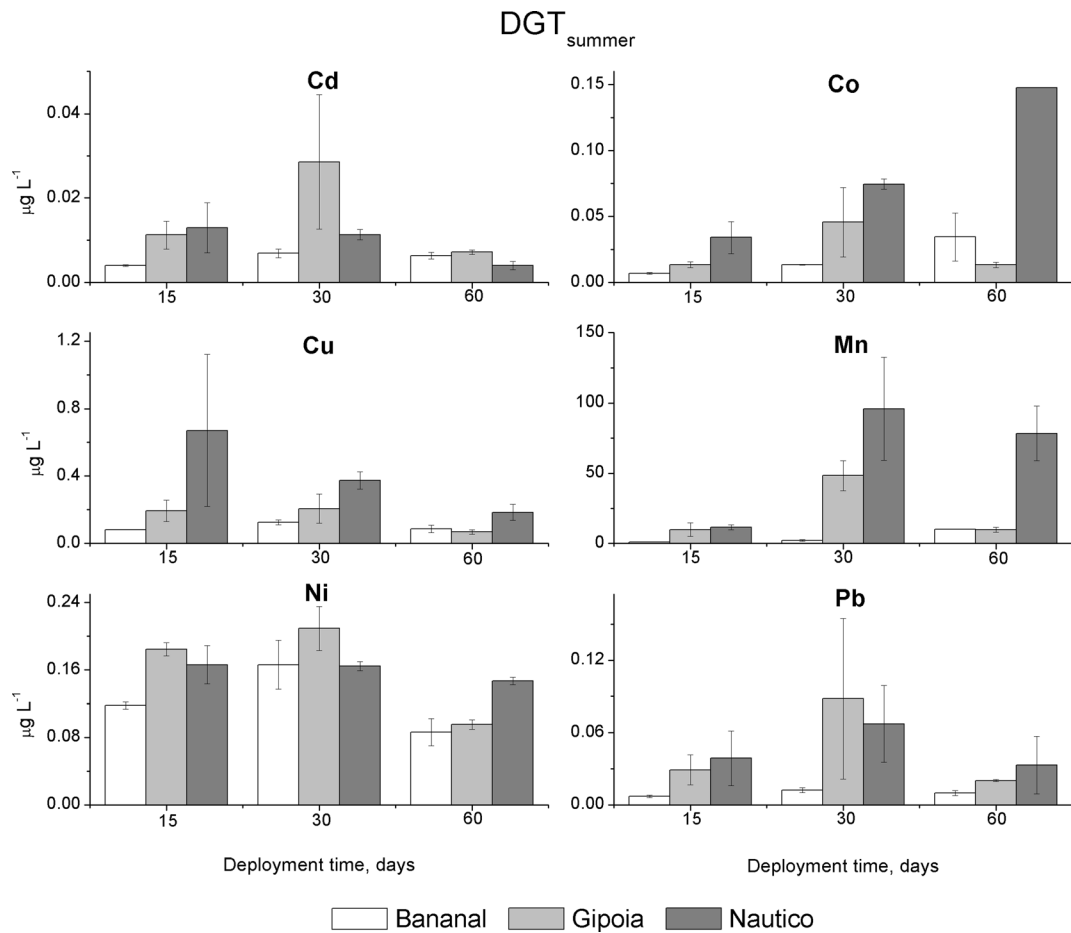 DGT summer
Cd
0.04
0.02
0.00
µg L⁻¹
15 30 60
Co
0.15
0.10
0.05
0.00
15 30 60
Cu
1.2
0.8
0.4
0.0
µg L⁻¹
15 30 60
Mn
150
100
50
0
15 30 60
Ni
0.24
0.16
0.08
0.00
µg L⁻¹
15 30 60
Deployment time, days
Pb
0.12
0.06
0.00
15 30 60
Deployment time, days
Bananal Gipoia Nautico